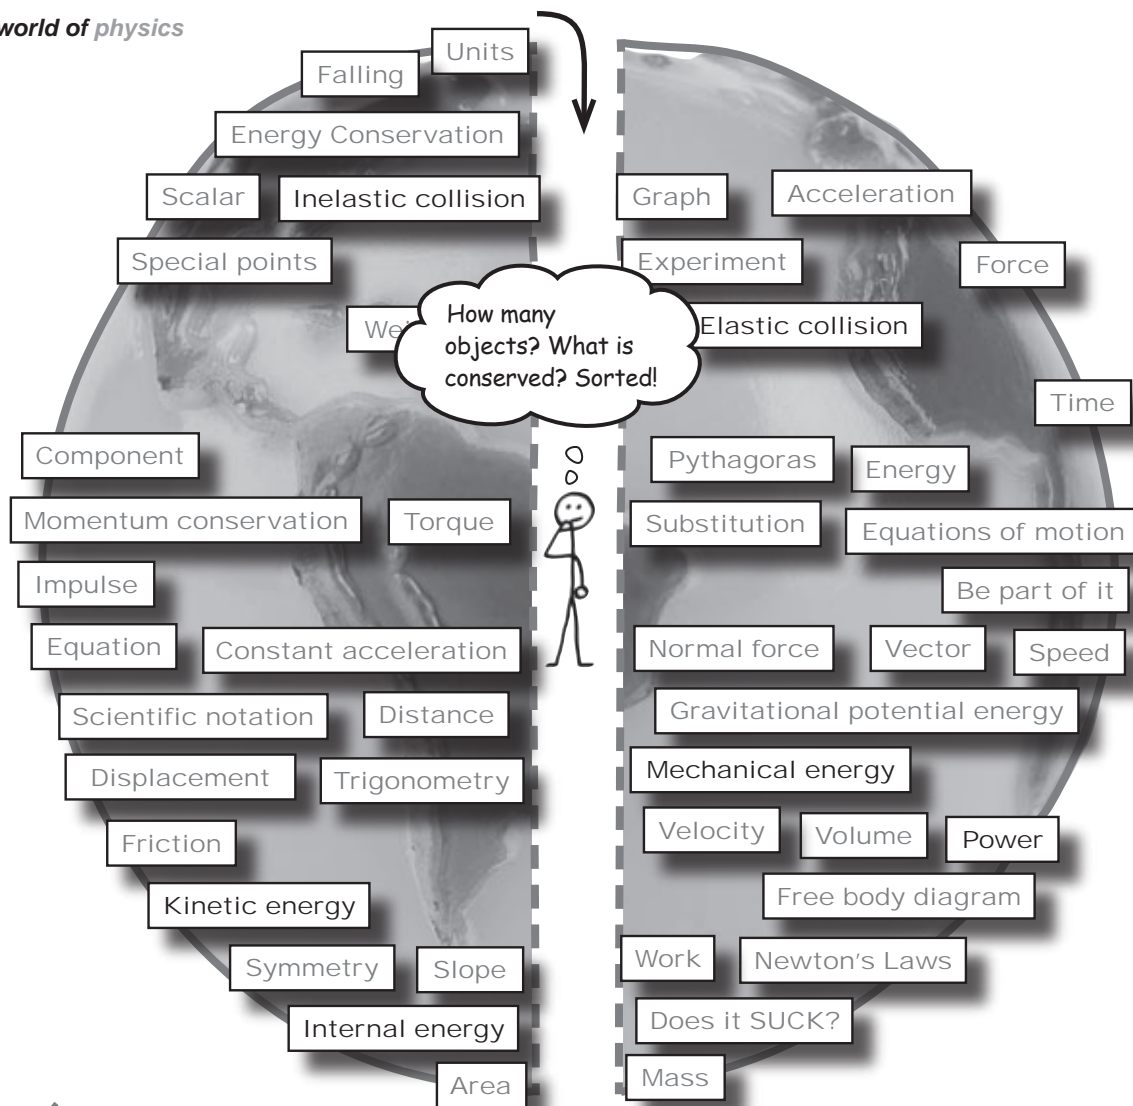 world of physics
Units
Falling
Energy Conservation
Scalar
Inelastic collision
Special points
Graph
Acceleration
Experiment
Force
Elastic collision
How many
objects? What is
conserved? Sorted!
Time
Component
Pythagoras
Energy
Momentum conservation
Torque
Substitution
Equations of motion
Impulse
Be part of it
Equation
Constant acceleration
Normal force
Vector
Speed
Scientific notation
Distance
Gravitational potential energy
Displacement
Trigonometry
Mechanical energy
Friction
Velocity
Volume
Power
Kinetic energy
Free body diagram
Symmetry
Slope
Work
Newton's Laws
Internal energy
Does it SUCK?
Area
Mass